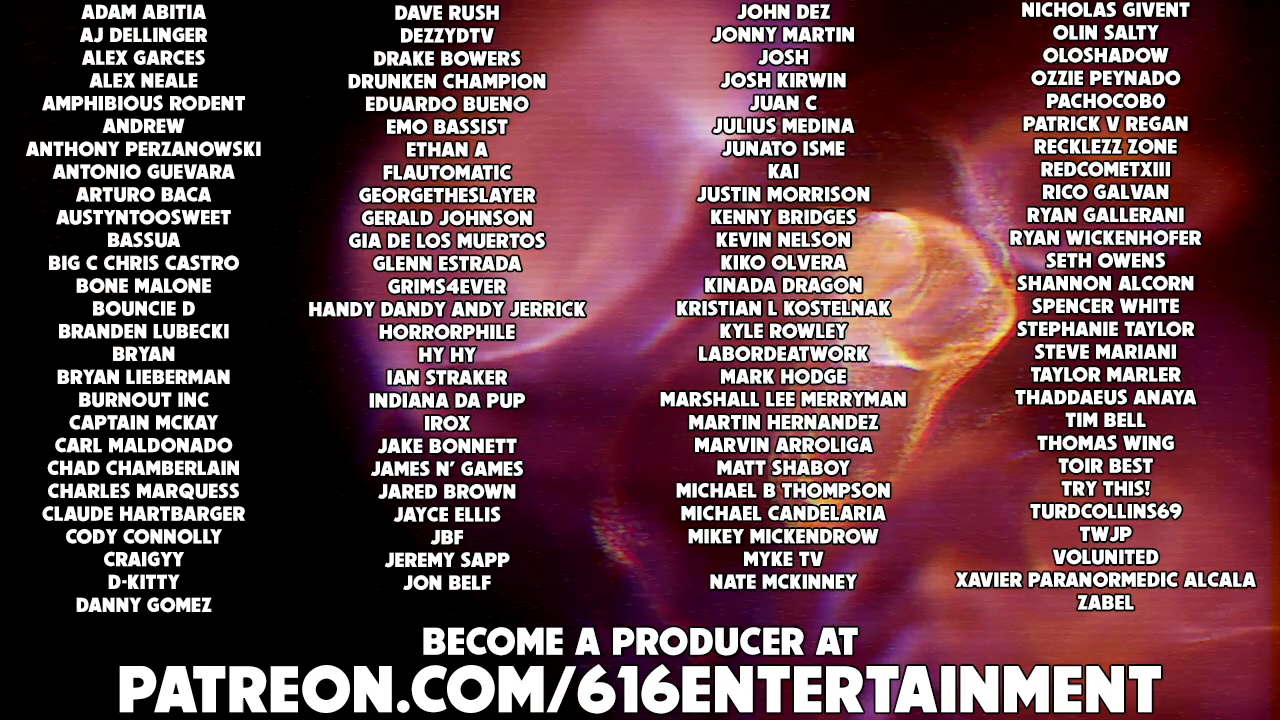 ADAM ABITIA
AJ DELLINGER
ALEX GARCES
ALEX NEALE
AMPHIBIOUS RODENT
ANDREW
ANTHONY PERZANOWSKI
ANTONIO GUEVARA
ARTURO BACA
AUSTYNTOOSWEET
BASSUA
BIG C CHRIS CASTRO
BONE MALONE
BOUNCIE D
BRANDEN LUBECKI
BRYAN
BRYAN LIEBERMAN
BURNOUT INC
CAPTAIN MCKAY
CARL MALDONADO
CHAD CHAMBERLAIN
CHARLES MARQUESS
CLAUDE HARTBARGER
CODY CONNOLLY
CRAIGYY
D-KITTY
DANNY GOMEZ
DAVE RUSH
DEZZYDTV
DRAKE BOWERS
DRUNKEN CHAMPION
EDUARDO BUENO
EMO BASSIST
ETHAN A
FLAUTOMATIC
GEORGETHESLAYER
GERALD JOHNSON
GIA DE LOS MUERTOS
GLENN ESTRADA
GRIMS4EVER
HANDY DANDY ANDY JERRICK
HORRORPHILE
HY HY
IAN STRAKER
INDIANA DA PUP
IROX
JAKE BONNETT
JAMES N' GAMES
JARED BROWN
JAYCE ELLIS
JBF
JEREMY SAPP
JON BELF
JOHN DEZ
JONNY MARTIN
JOSH
JOSH KIRWIN
JUAN C
JULIUS MEDINA
JUNATO ISME
KAI
JUSTIN MORRISON
KENNY BRIDGES
KEVIN NELSON
KIKO OLVERA
KINADA DRAGON
KRISTIAN L KOSTELNAK
KYLE ROWLEY
LABORDEATWORK
MARK HODGE
MARSHALL LEE MERRYMAN
MARTIN HERNANDEZ
MARVIN ARROLIGA
MATT SHABOY
MICHAEL B THOMPSON
MICHAEL CANDELARIA
MIKEY MICKENDROW
MYKE TV
NATE MCKINNEY
NICHOLAS GIVENT
OLIN SALTY
OLOSHADOW
OZZIE PEYNADO
PACHOCOB0
PATRICK V REGAN
RECKLEZZ ZONE
REDCOMETXIII
RICO GALVAN
RYAN GALLERANI
RYAN WICKENHOFER
SETH OWENS
SHANNON ALCORN
SPENCER WHITE
STEPHANIE TAYLOR
STEVE MARIANI
TAYLOR MARLER
THADDAEUS ANAYA
TIM BELL
THOMAS WING
TOIR BEST
TRY THIS!
TURDCOLLINS69
TWJP
VOLUNITED
XAVIER PARANORMEDIC ALCALA
ZABEL
BECOME A PRODUCER AT
PATREON.COM/616ENTERTAINMENT